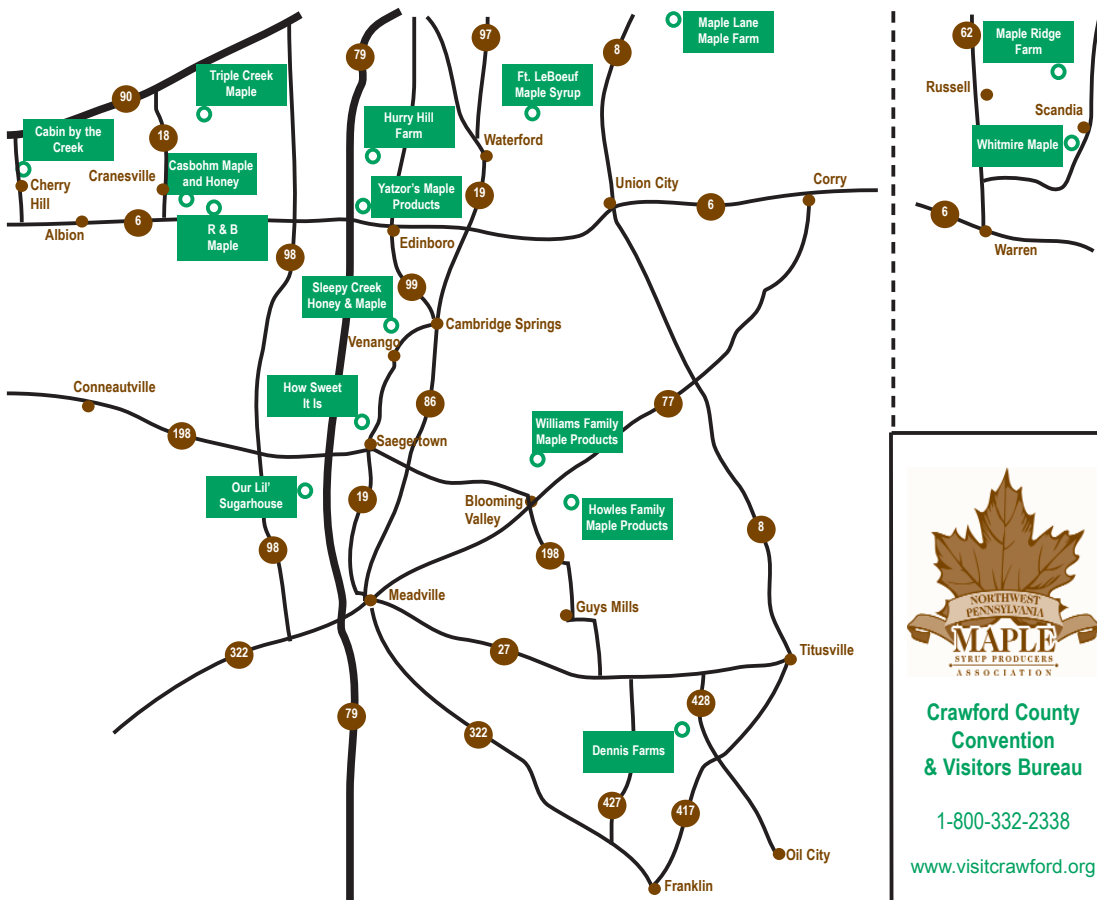 Maple Lane
Maple Farm
97
79
8
62
Maple Ridge
Farm
Triple Creek
Maple
Ft. LeBoeuf
Maple Syrup
Russell
90
Scandia
Hurry Hill
Farm
18
Cabin by the
Creek
Waterford
Whitmire Maple
Casbohm Maple
and Honey
Cranesville
Cherry
Hill
Yatzor's Maple
Products
19
Union City
Corry
6
6
6
Albion
R & B
Maple
Edinboro
Warren
98
99
Sleepy Creek
Honey & Maple
Cambridge Springs
Venango
Conneautville
How Sweet
It Is
86
77
198
Williams Family
Maple Products
Saegertown
Our Lil'
Sugarhouse
19
Blooming
Valley
Howles Family
Maple Products
8
98
198
Meadville
Guys Mills
322
27
Titusville
79
322
428
Dennis Farms
427
417
Oil City
Franklin
NORTHWEST
PENNSYLVANIA
MAPLE
SYRUP PRODUCERS
ASSOCIATION
Crawford County
Convention
& Visitors Bureau
1-800-332-2338
www.visitcrawford.org